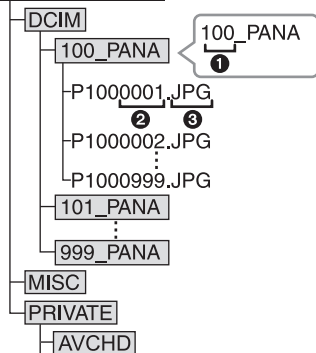 DCIM
100_PANA
100_PANA
❶
P1000001.JPG
❷ ❸
P1000002.JPG
P1000999.JPG
101_PANA
999_PANA
MISC
PRIVATE
AVCHD